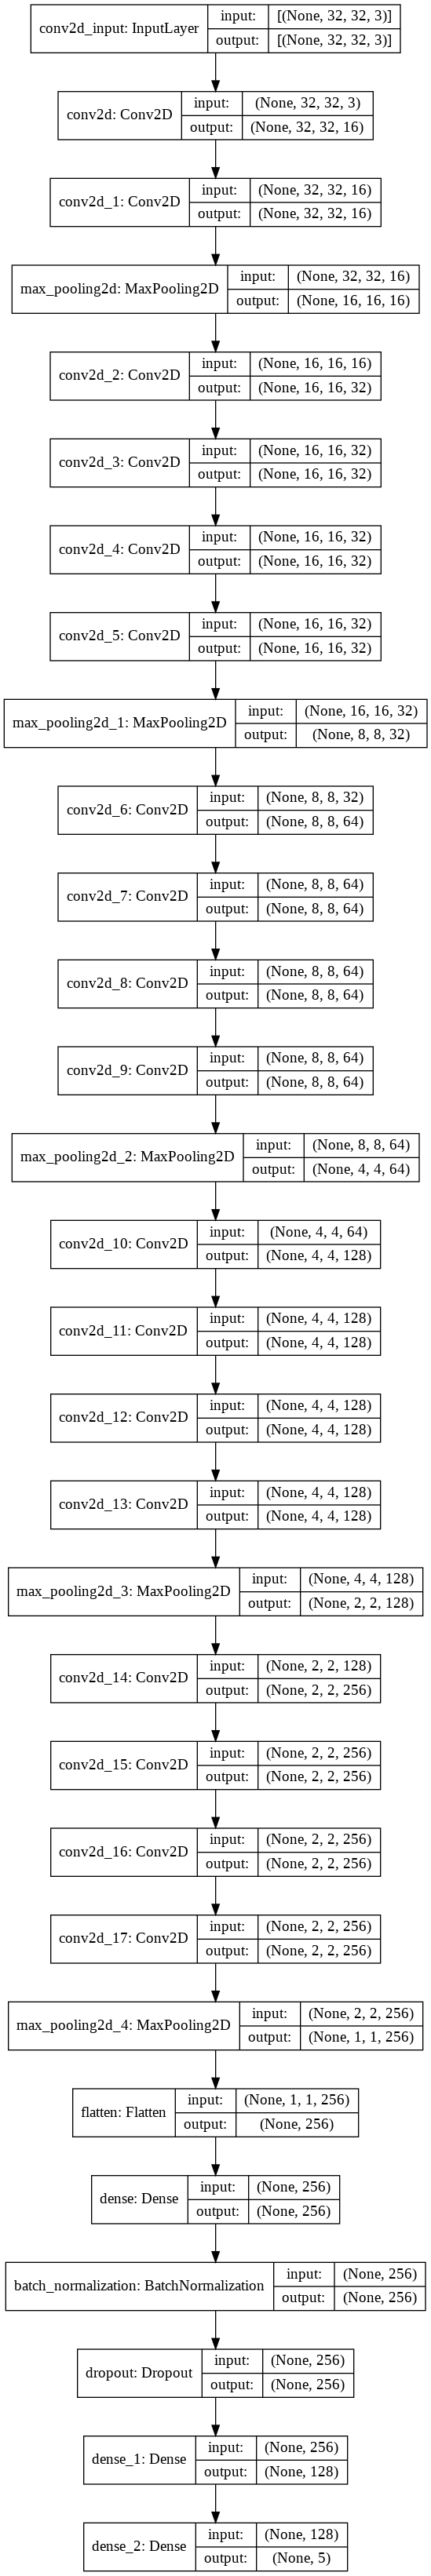 conv2d_input: InputLayer input: [(None, 32, 32, 3)]
output: [(None, 32, 32, 3)]
conv2d: Conv2D input: (None, 32, 32, 3)
output: (None, 32, 32, 16)
conv2d_1: Conv2D input: (None, 32, 32, 16)
output: (None, 32, 32, 16)
max_pooling2d: MaxPooling2D input: (None, 32, 32, 16)
output: (None, 16, 16, 16)
conv2d_2: Conv2D input: (None, 16, 16, 16)
output: (None, 16, 16, 32)
conv2d_3: Conv2D input: (None, 16, 16, 32)
output: (None, 16, 16, 32)
conv2d_4: Conv2D input: (None, 16, 16, 32)
output: (None, 16, 16, 32)
conv2d_5: Conv2D input: (None, 16, 16, 32)
output: (None, 16, 16, 32)
max_pooling2d_1: MaxPooling2D input: (None, 16, 16, 32)
output: (None, 8, 8, 32)
conv2d_6: Conv2D input: (None, 8, 8, 32)
output: (None, 8, 8, 64)
conv2d_7: Conv2D input: (None, 8, 8, 64)
output: (None, 8, 8, 64)
conv2d_8: Conv2D input: (None, 8, 8, 64)
output: (None, 8, 8, 64)
conv2d_9: Conv2D input: (None, 8, 8, 64)
output: (None, 8, 8, 64)
max_pooling2d_2: MaxPooling2D input: (None, 8, 8, 64)
output: (None, 4, 4, 64)
conv2d_10: Conv2D input: (None, 4, 4, 64)
output: (None, 4, 4, 128)
conv2d_11: Conv2D input: (None, 4, 4, 128)
output: (None, 4, 4, 128)
conv2d_12: Conv2D input: (None, 4, 4, 128)
output: (None, 4, 4, 128)
conv2d_13: Conv2D input: (None, 4, 4, 128)
output: (None, 4, 4, 128)
max_pooling2d_3: MaxPooling2D input: (None, 4, 4, 128)
output: (None, 2, 2, 128)
conv2d_14: Conv2D input: (None, 2, 2, 128)
output: (None, 2, 2, 256)
conv2d_15: Conv2D input: (None, 2, 2, 256)
output: (None, 2, 2, 256)
conv2d_16: Conv2D input: (None, 2, 2, 256)
output: (None, 2, 2, 256)
conv2d_17: Conv2D input: (None, 2, 2, 256)
output: (None, 2, 2, 256)
max_pooling2d_4: MaxPooling2D input: (None, 2, 2, 256)
output: (None, 1, 1, 256)
flatten: Flatten input: (None, 1, 1, 256)
output: (None, 256)
dense: Dense input: (None, 256)
output: (None, 256)
batch_normalization: BatchNormalization input: (None, 256)
output: (None, 256)
dropout: Dropout input: (None, 256)
output: (None, 256)
dense_1: Dense input: (None, 256)
output: (None, 128)
dense_2: Dense input: (None, 128)
output: (None, 5)